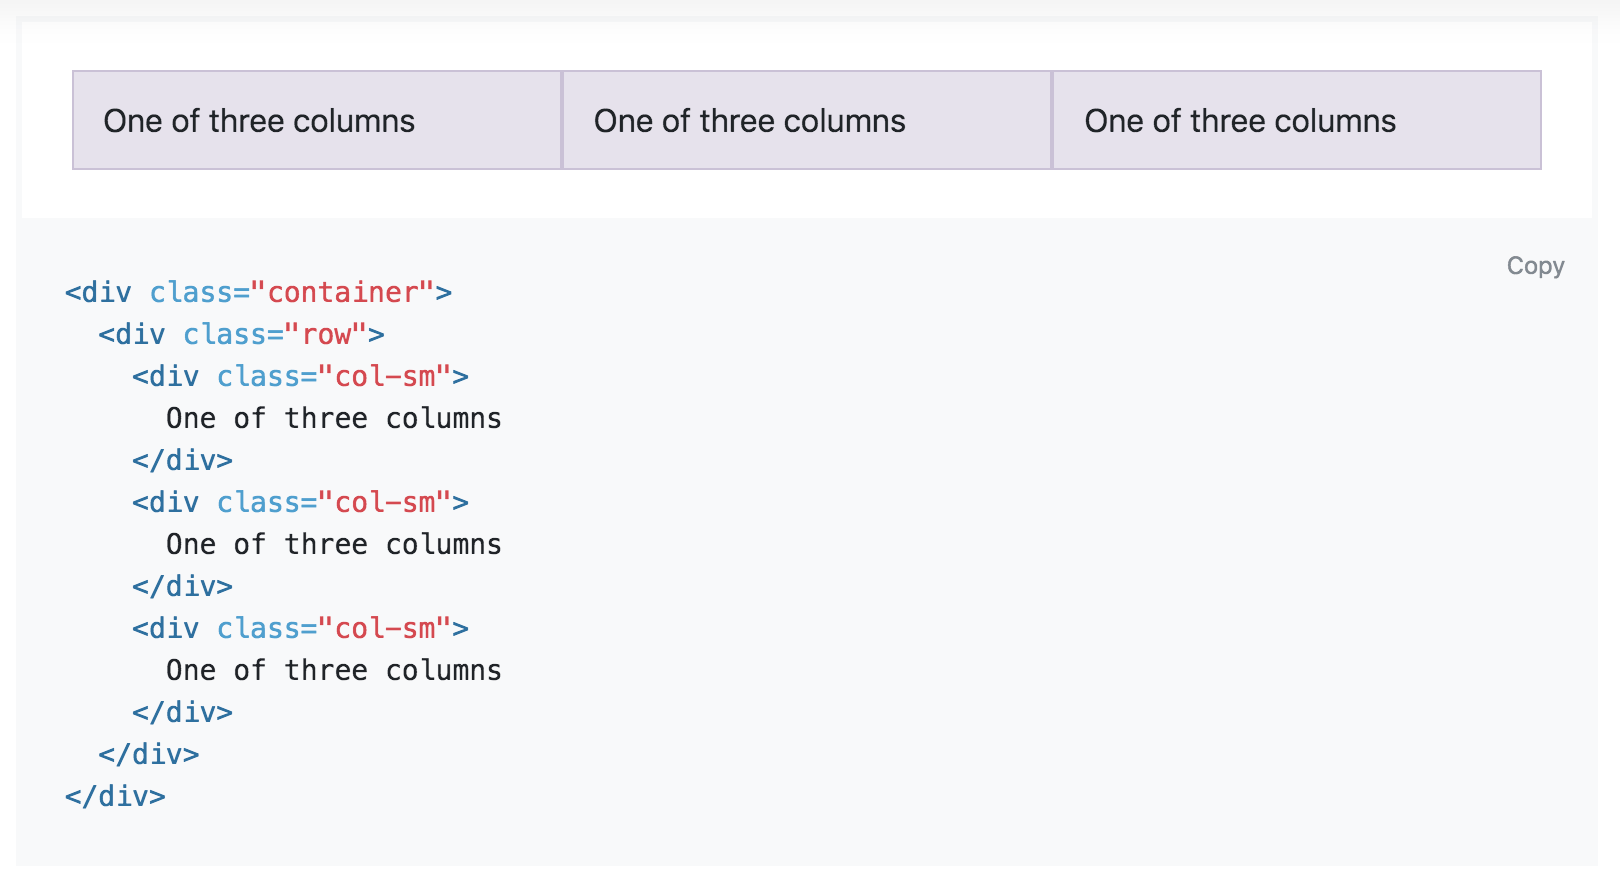 One of three columns One of three columns One of three columns
Copy
<div class="container">
  <div class="row">
    <div class="col-sm">
      One of three columns
    </div>
    <div class="col-sm">
      One of three columns
    </div>
    <div class="col-sm">
      One of three columns
    </div>
  </div>
</div>